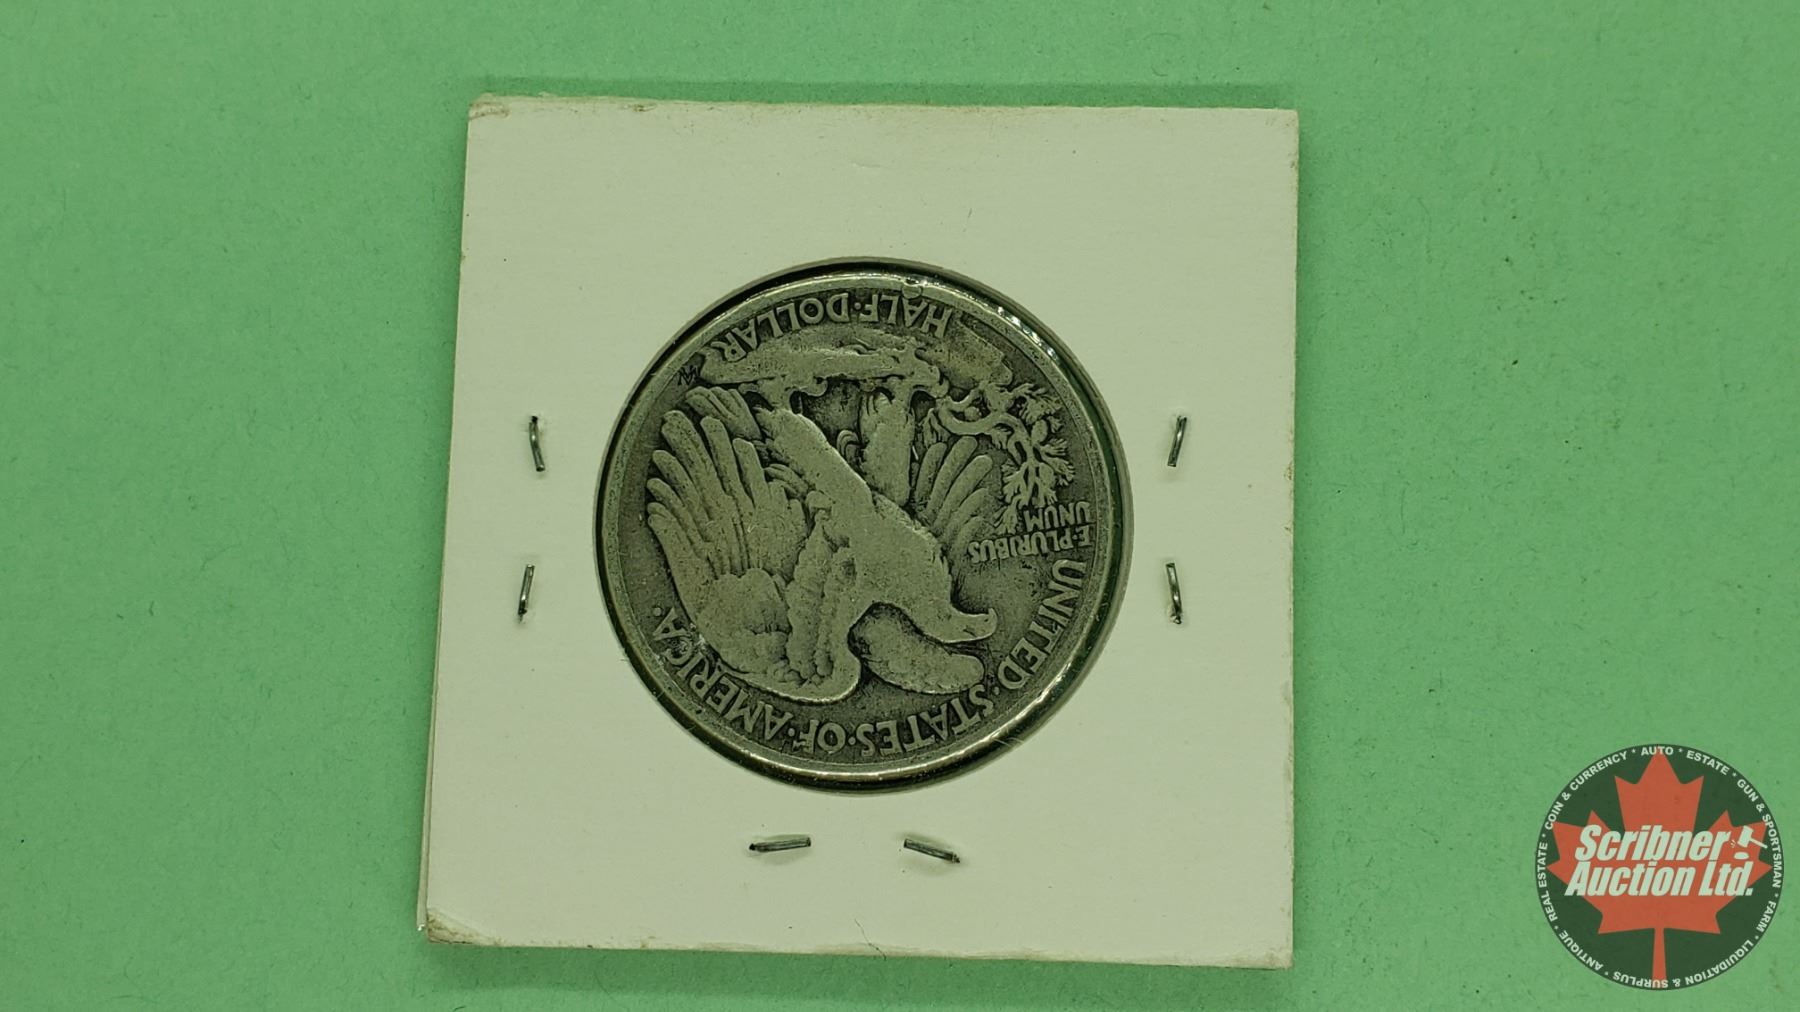 UNITED·STATES·OF·AMERICA·
E·PLURIBUS
UNUM
HALF·DOLLAR
Scribner
Auction Ltd.
REAL ESTATE * COIN & CURRENCY * AUTO * ESTATE * GUN & SPORTSMAN * FARM * LIQUIDATION & SURPLUS * ANTIQUE *